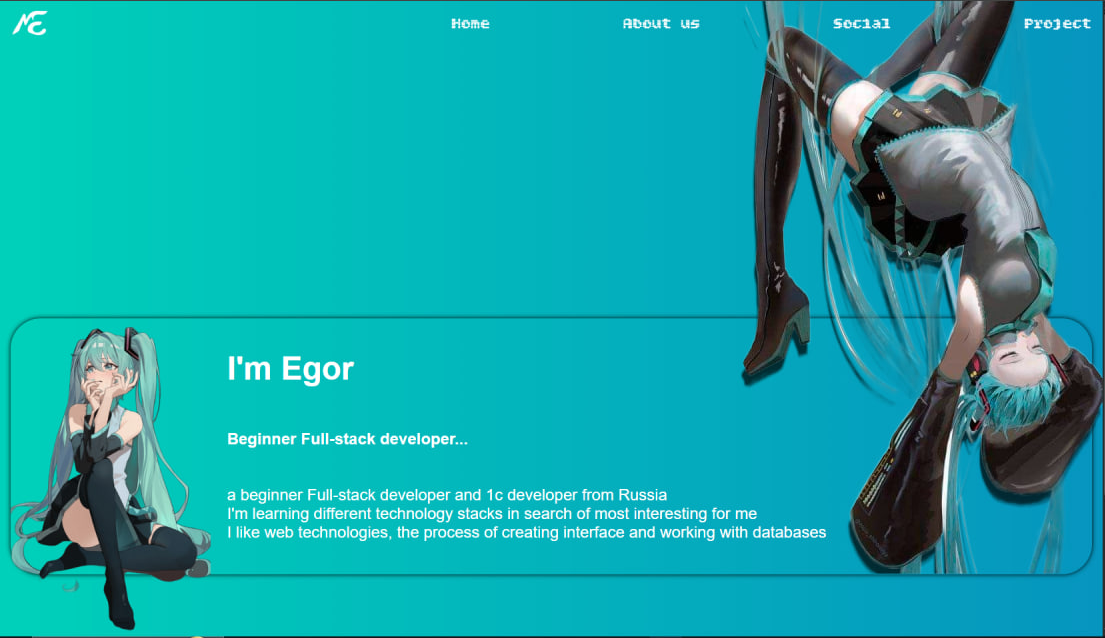 Home About us Social Project
I'm Egor
Beginner Full-stack developer...
a beginner Full-stack developer and 1c developer from Russia
I'm learning different technology stacks in search of most interesting for me
I like web technologies, the process of creating interface and working with databases